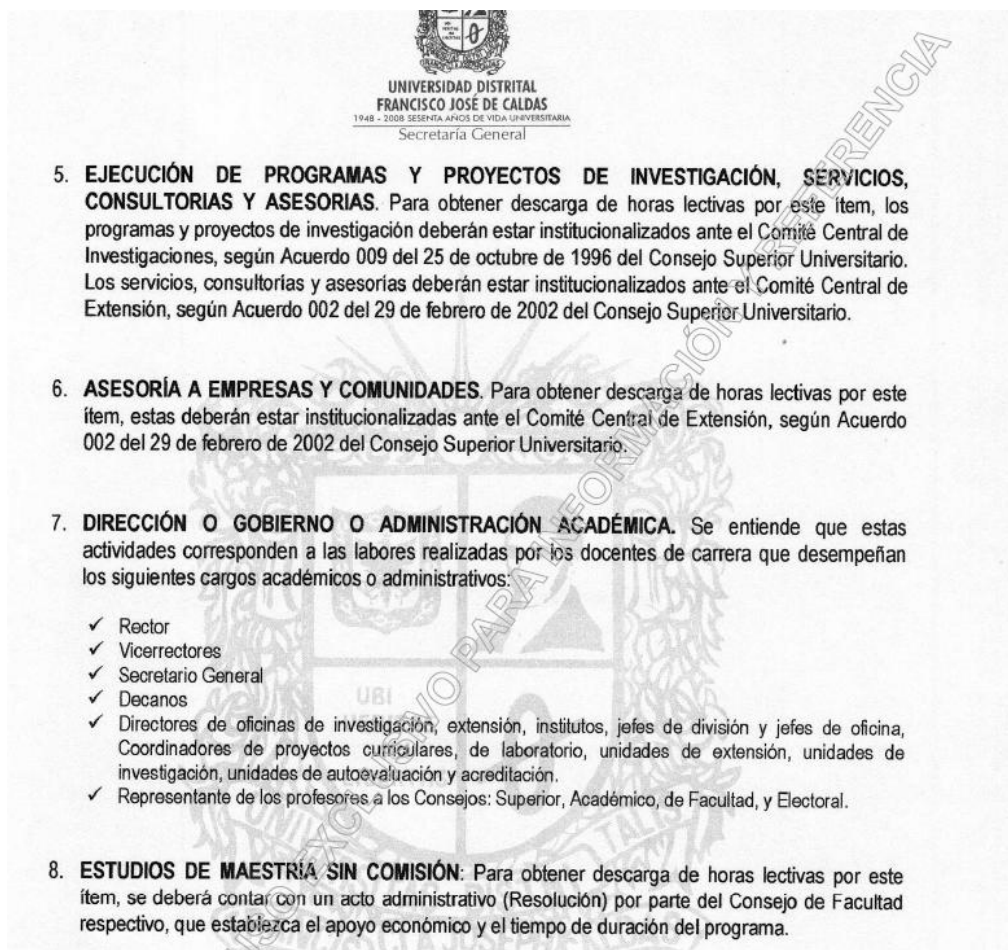 UNIVERSIDAD DISTRITAL
FRANCISCO JOSÉ DE CALDAS
1948 - 2008 SESENTA AÑOS DE VIDA UNIVERSITARIA
Secretaría General
5. EJECUCIÓN DE PROGRAMAS Y PROYECTOS DE INVESTIGACIÓN, SERVICIOS,
CONSULTORIAS Y ASESORIAS. Para obtener descarga de horas lectivas por este ítem, los
programas y proyectos de investigación deberán estar institucionalizados ante el Comité Central de
Investigaciones, según Acuerdo 009 del 25 de octubre de 1996 del Consejo Superior Universitario.
Los servicios, consultorías y asesorías deberán estar institucionalizados ante el Comité Central de
Extensión, según Acuerdo 002 del 29 de febrero de 2002 del Consejo Superior Universitario.
6. ASESORÍA A EMPRESAS Y COMUNIDADES. Para obtener descarga de horas lectivas por este
ítem, estas deberán estar institucionalizadas ante el Comité Central de Extensión, según Acuerdo
002 del 29 de febrero de 2002 del Consejo Superior Universitario.
7. DIRECCIÓN O GOBIERNO O ADMINISTRACIÓN ACADÉMICA. Se entiende que estas
actividades corresponden a las labores realizadas por los docentes de carrera que desempeñan
los siguientes cargos académicos o administrativos:
✓ Rector
✓ Vicerrectores
✓ Secretario General
✓ Decanos
✓ Directores de oficinas de investigación, extensión, institutos, jefes de división y jefes de oficina,
Coordinadores de proyectos curriculares, de laboratorio, unidades de extensión, unidades de
investigación, unidades de autoevaluación y acreditación.
✓ Representante de los profesores a los Consejos: Superior, Académico, de Facultad, y Electoral.
8. ESTUDIOS DE MAESTRÍA SIN COMISIÓN: Para obtener descarga de horas lectivas por este
ítem, se deberá contar con un acto administrativo (Resolución) por parte del Consejo de Facultad
respectivo, que establezca el apoyo económico y el tiempo de duración del programa.
USO EXCLUSIVO PARA INFORMACIÓN Y REFERENCIA